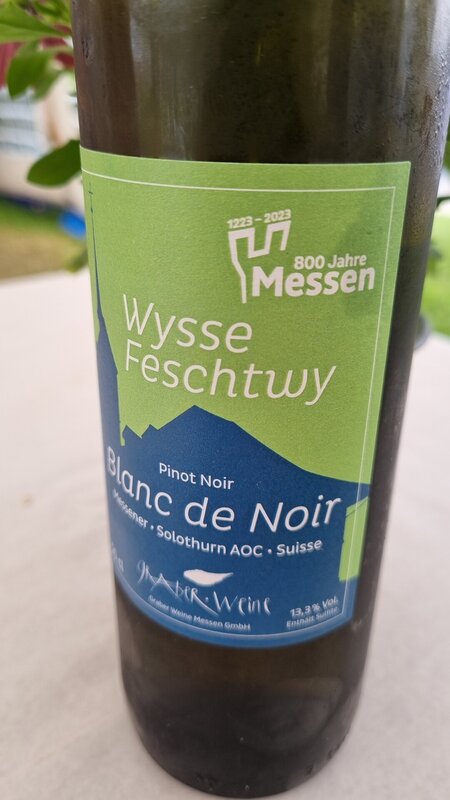 1223 – 2023
800 Jahre
Messen
Wysse
Feschtwy
Pinot Noir
Blanc de Noir
Messener • Solothurn AOC • Suisse
graber • weine
Graber Weine Messen GmbH
13,3 % Vol.
Enthält Sulfite